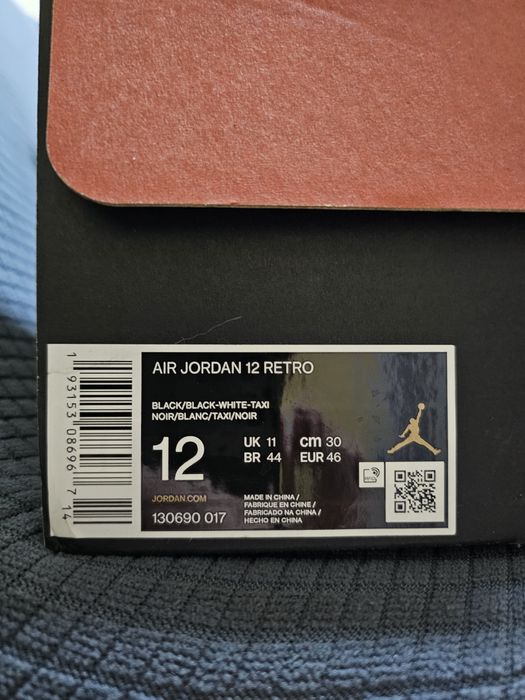 AIR JORDAN 12 RETRO
BLACK/BLACK-WHITE-TAXI
NOIR/BLANC/TAXI/NOIR
12
UK 11 cm 30
BR 44 EUR 46
JORDAN.COM
130690 017
MADE IN CHINA /
FABRIQUE EN CHINE /
FABRICADO NA CHINA /
HECHO EN CHINA
1 93153 08696 7 14